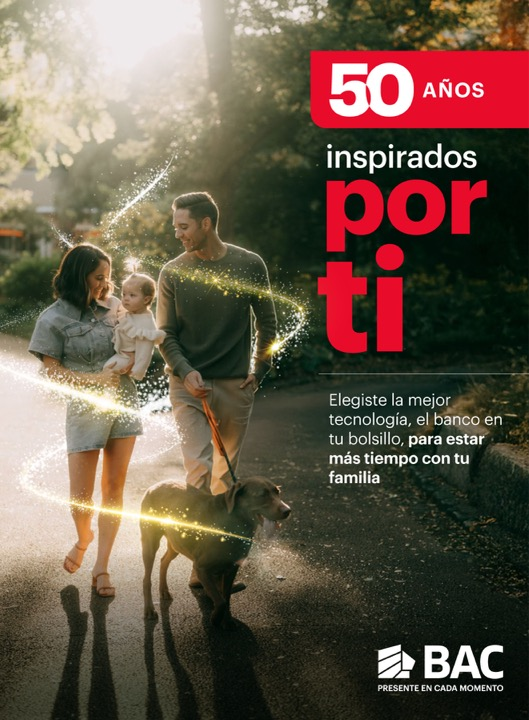 50 AÑOS
inspirados
por
ti
Elegiste la mejor
tecnología, el banco en
tu bolsillo, para estar
más tiempo con tu
familia
BAC
PRESENTE EN CADA MOMENTO